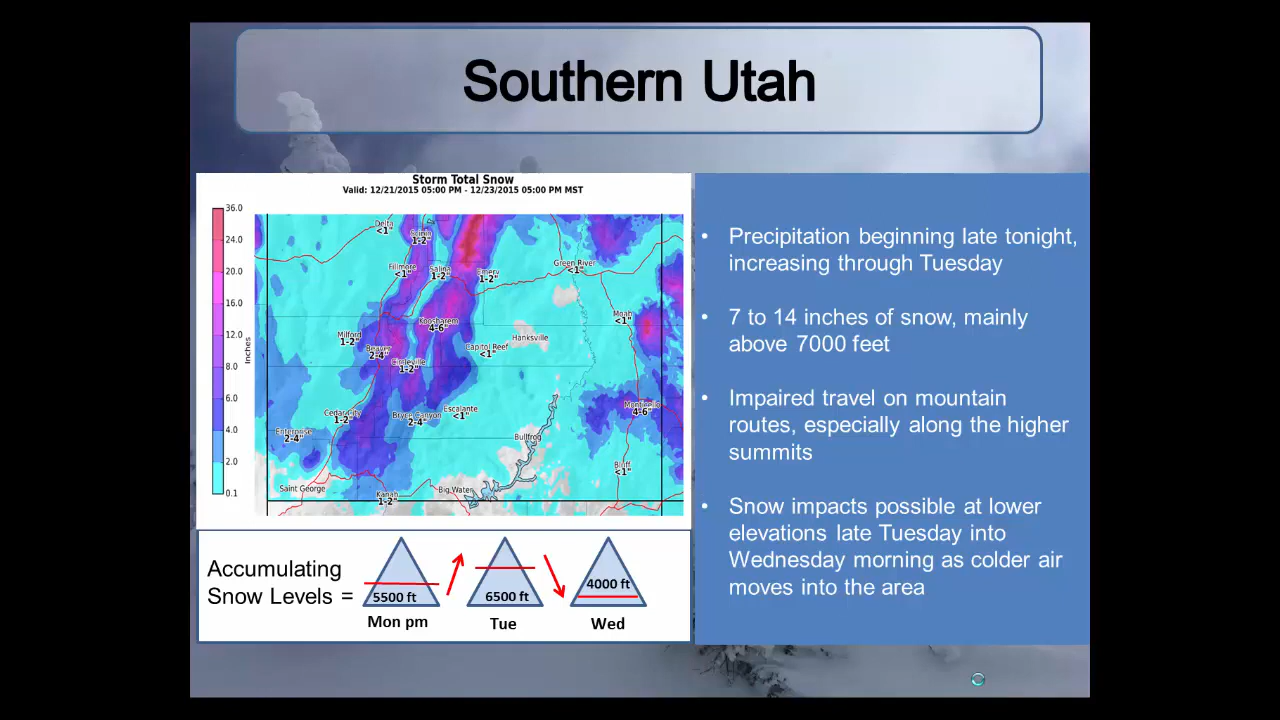 Southern Utah
Storm Total Snow
Valid: 12/21/2015 05:00 PM - 12/23/2015 05:00 PM MST
36.0
24.0
20.0
16.0
12.0
8.0
6.0
4.0
2.0
0.1
Inches
Delta
<1"
1-2"
Fillmore
<1"
Salina
1-2"
Emery
1-2"
Green River
<1"
Koosharem
4-6"
Moab
<1"
Milford
1-2"
Beaver
2-4"
Hanksville
Capitol Reef
<1"
Circleville
1-2"
Cedar City
1-2"
Bryce Canyon
2-4"
Escalante
<1"
Monticello
4-6"
Enterprise
2-4"
Bullfrog
Bluff
<1"
Saint George
Kanab
1-2"
Big Water
Accumulating
Snow Levels =
5500 ft
6500 ft
4000 ft
Mon pm
Tue
Wed
• Precipitation beginning late tonight,
increasing through Tuesday
• 7 to 14 inches of snow, mainly
above 7000 feet
• Impaired travel on mountain
routes, especially along the higher
summits
• Snow impacts possible at lower
elevations late Tuesday into
Wednesday morning as colder air
moves into the area